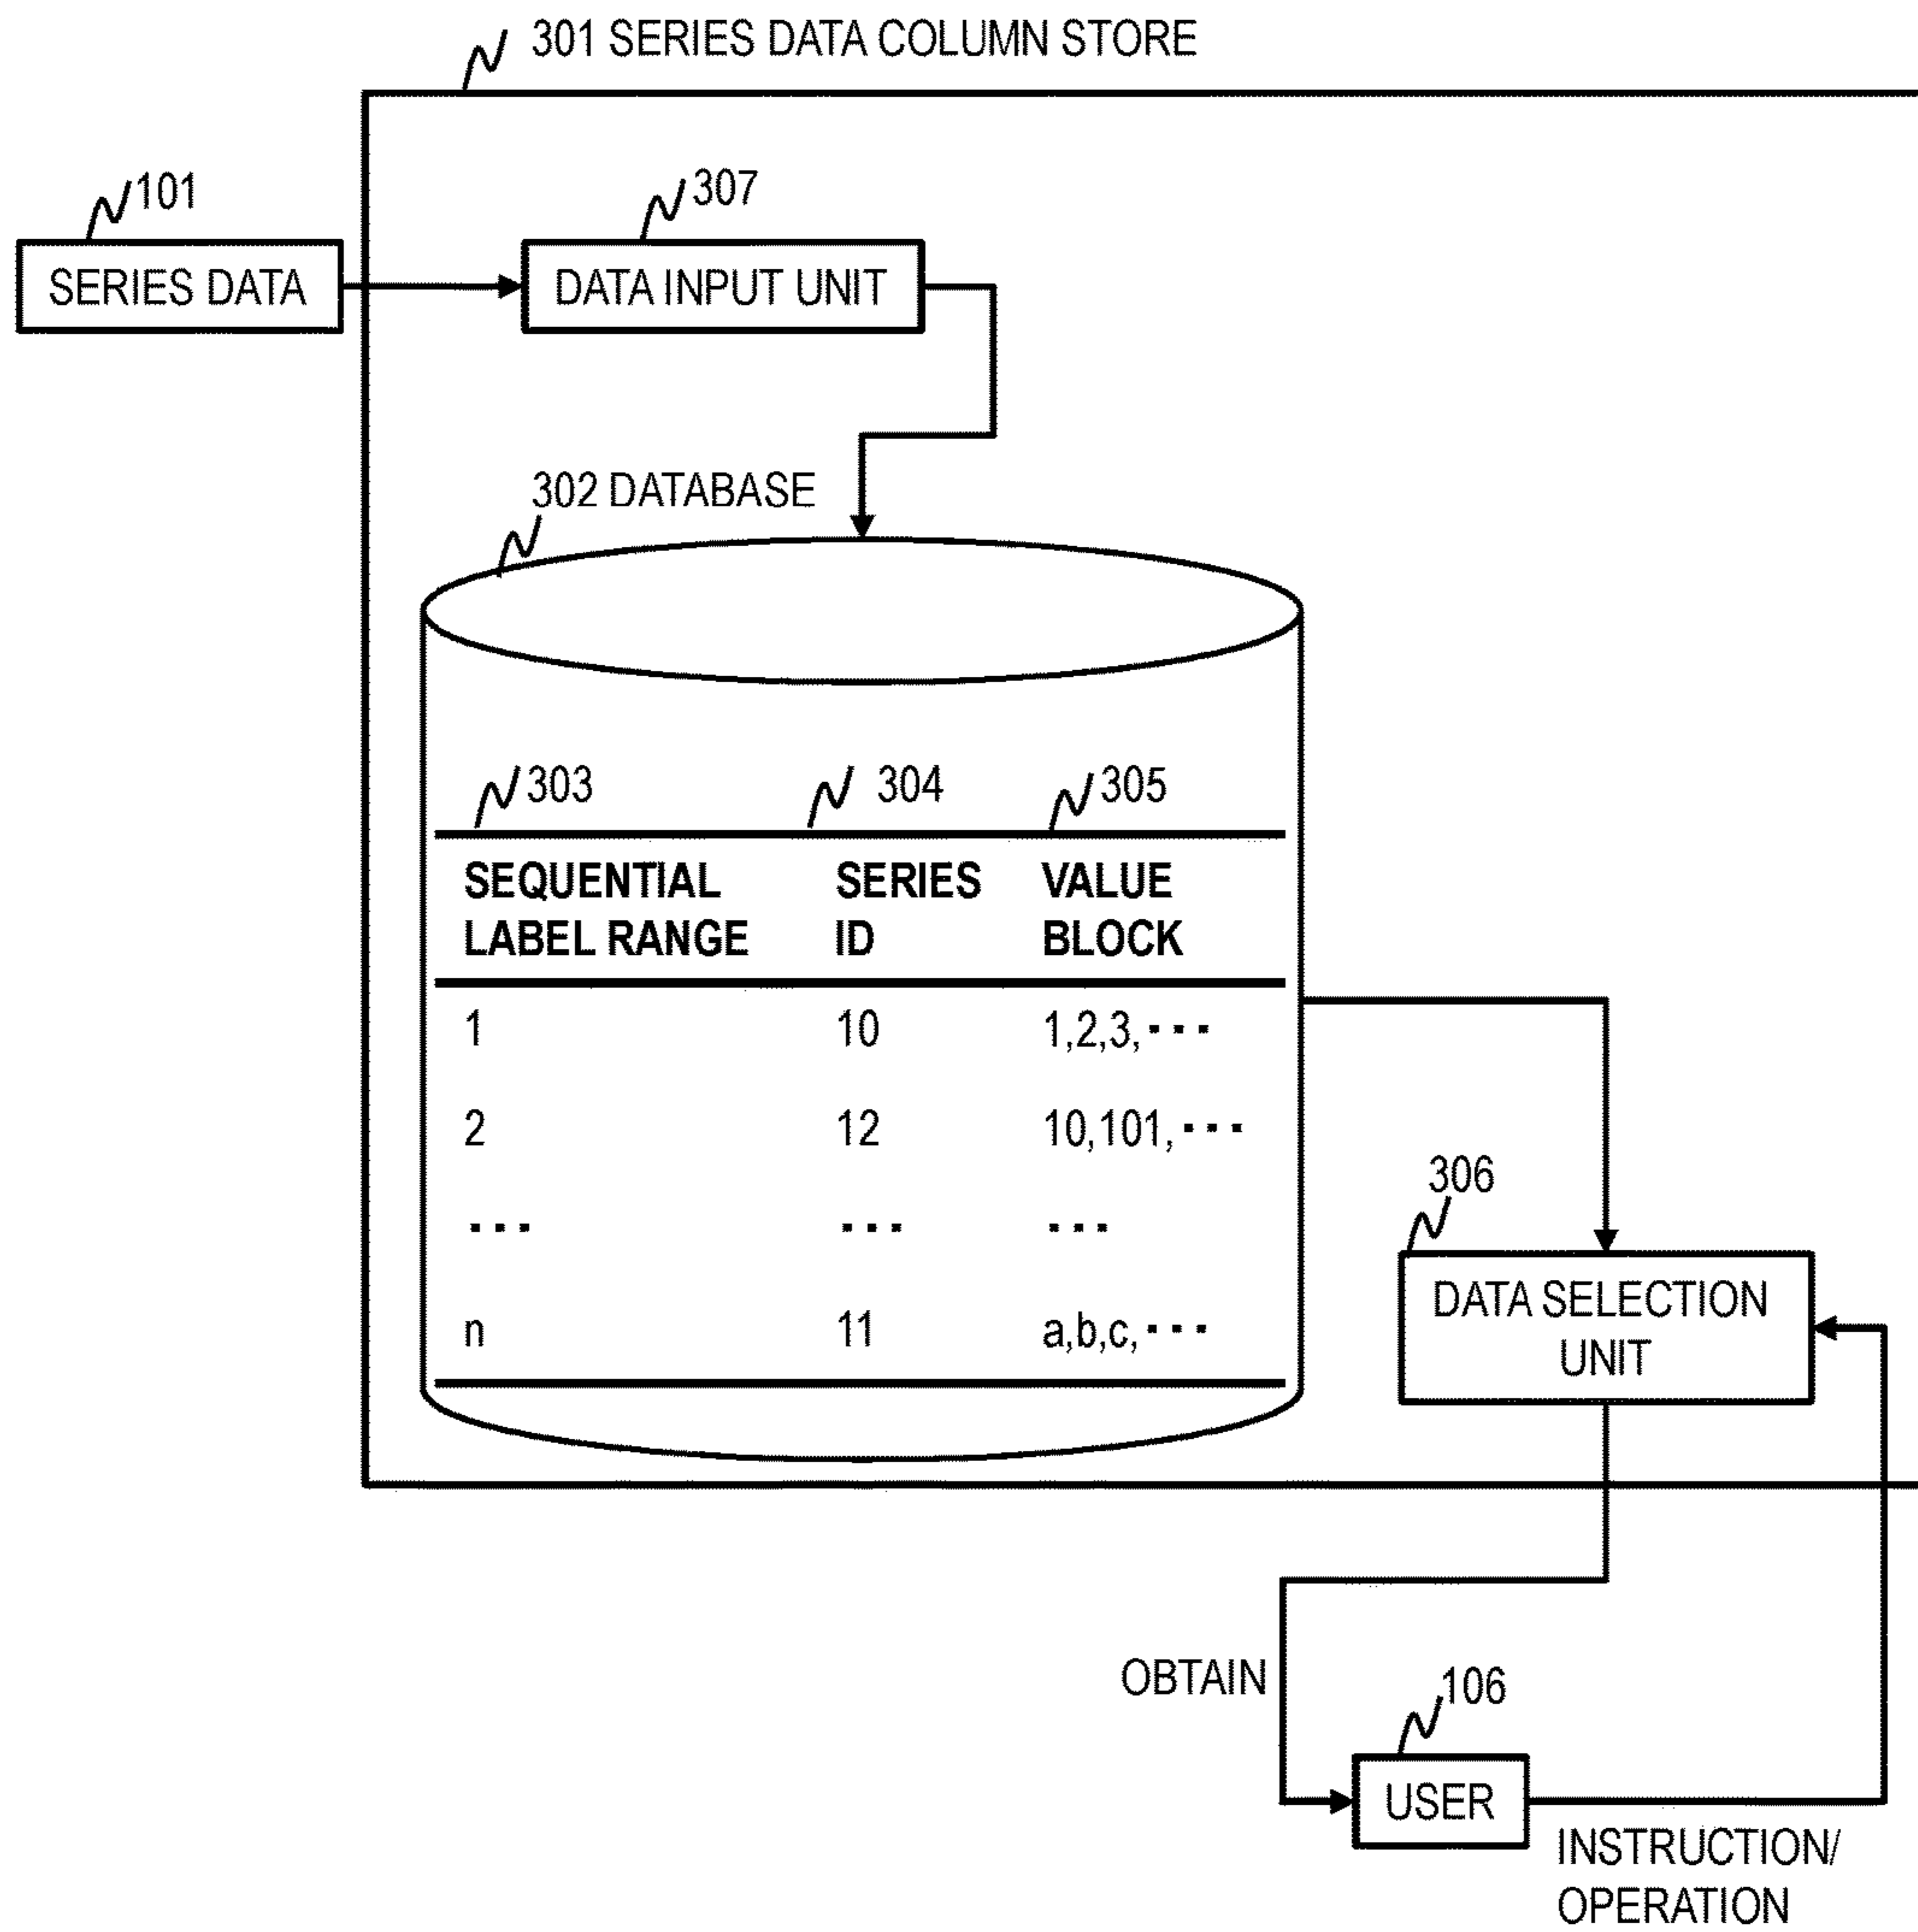 301 SERIES DATA COLUMN STORE
101
307
SERIES DATA
DATA INPUT UNIT
302 DATABASE
303 304 305
SEQUENTIAL LABEL RANGE
SERIES ID
VALUE BLOCK
1 10 1,2,3,···
2 12 10,101,···
··· ··· ···
n 11 a,b,c,···
306
DATA SELECTION
UNIT
OBTAIN
106
USER
INSTRUCTION/
OPERATION